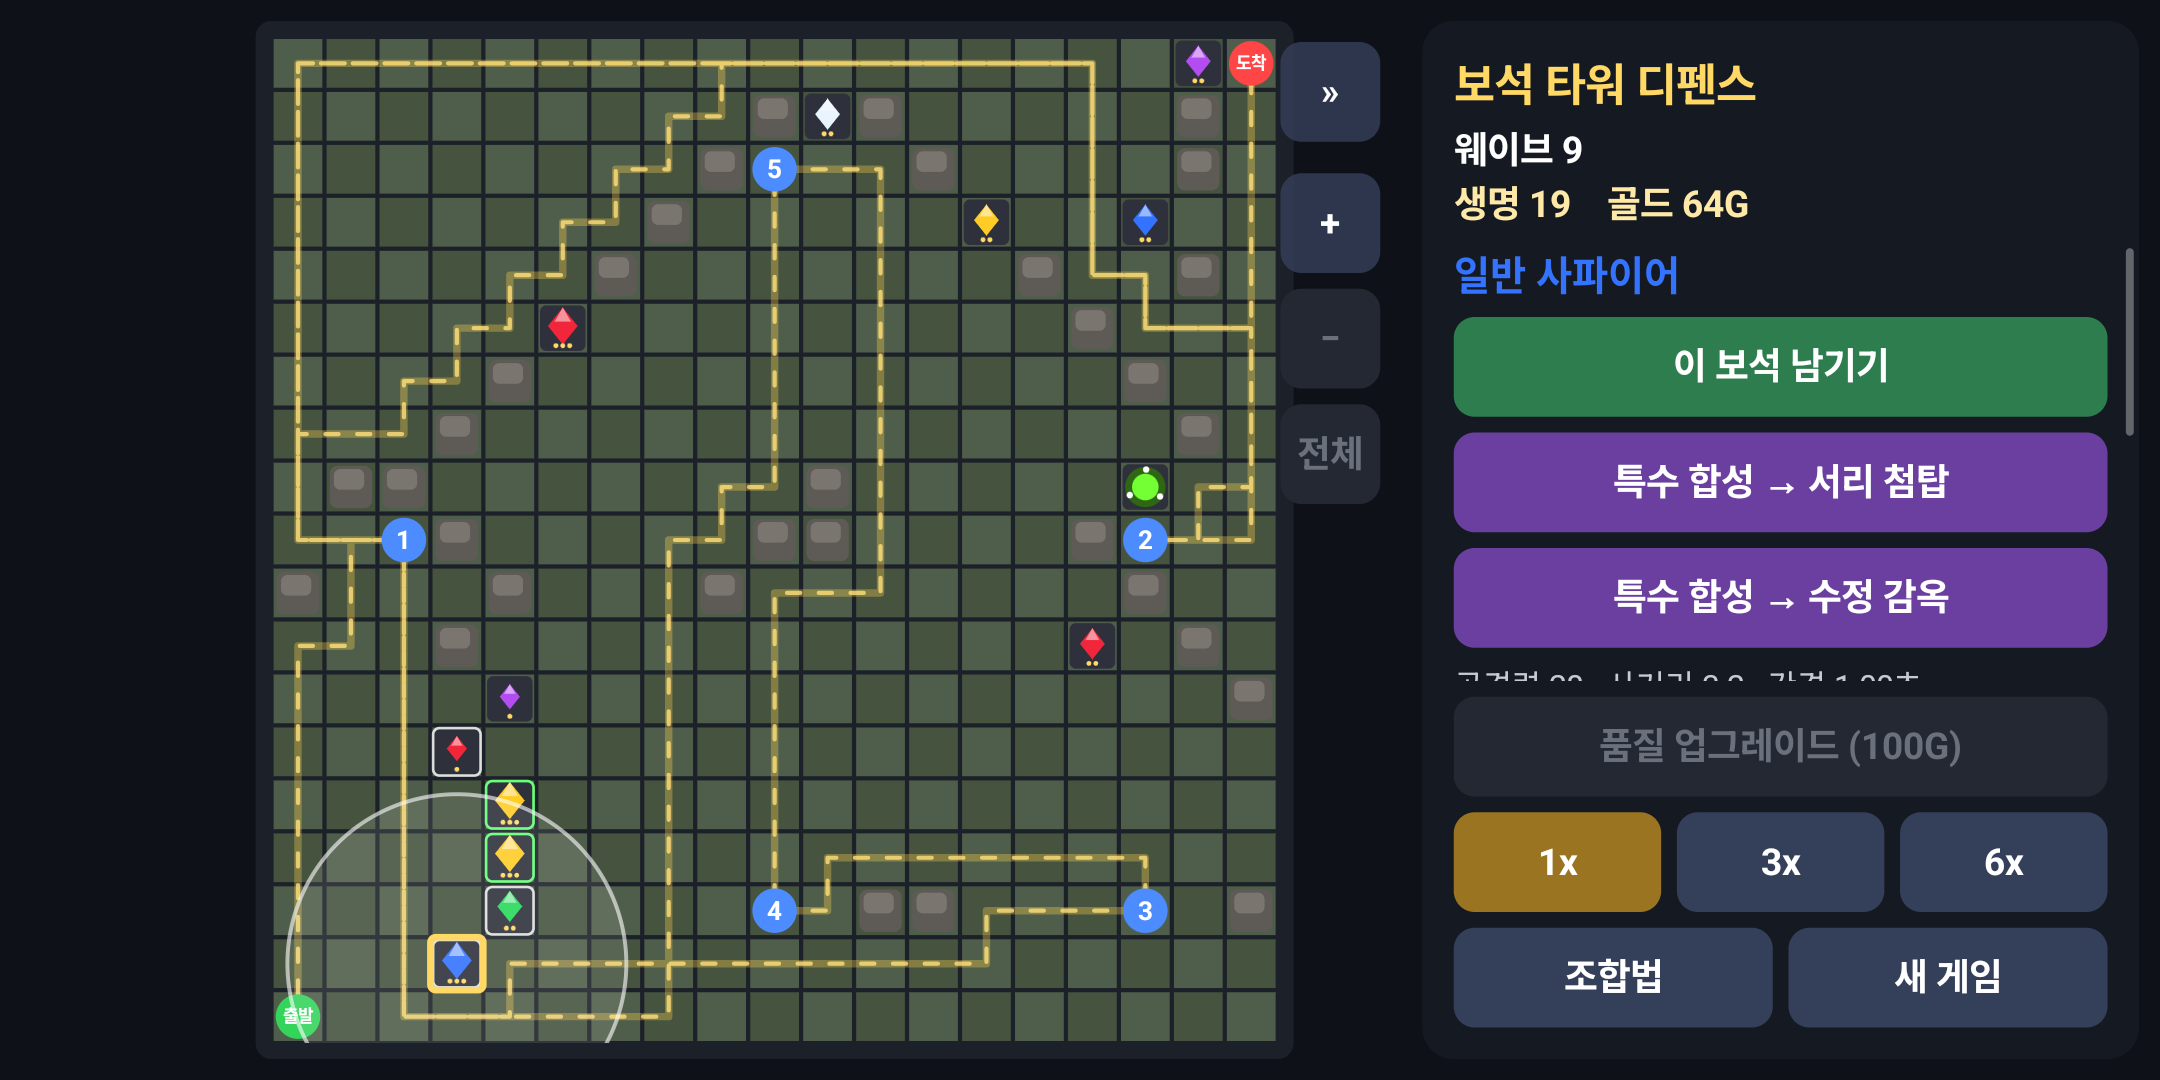 도착
5
1
2
4
3
출발
»
+
−
전체
보석 타워 디펜스
웨이브 9
생명 19 골드 64G
일반 사파이어
이 보석 남기기
특수 합성 → 서리 첨탑
특수 합성 → 수정 감옥
품질 업그레이드 (100G)
1x 3x 6x
조합법 새 게임